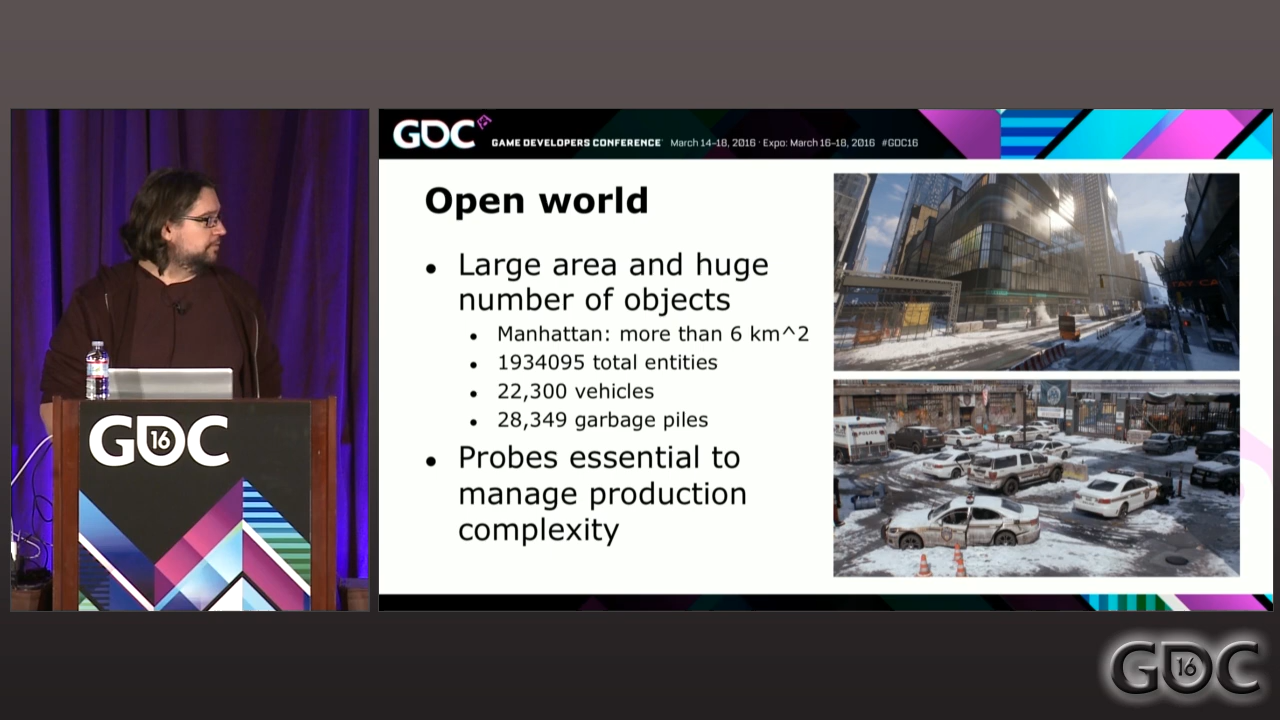 GDC
GAME DEVELOPERS CONFERENCE March 14–18, 2016 · Expo: March 16–18, 2016 #GDC16
Open world
• Large area and huge
number of objects
• Manhattan: more than 6 km^2
• 1934095 total entities
• 22,300 vehicles
• 28,349 garbage piles
• Probes essential to
manage production
complexity
POLICE
GDC
16
GDC
16